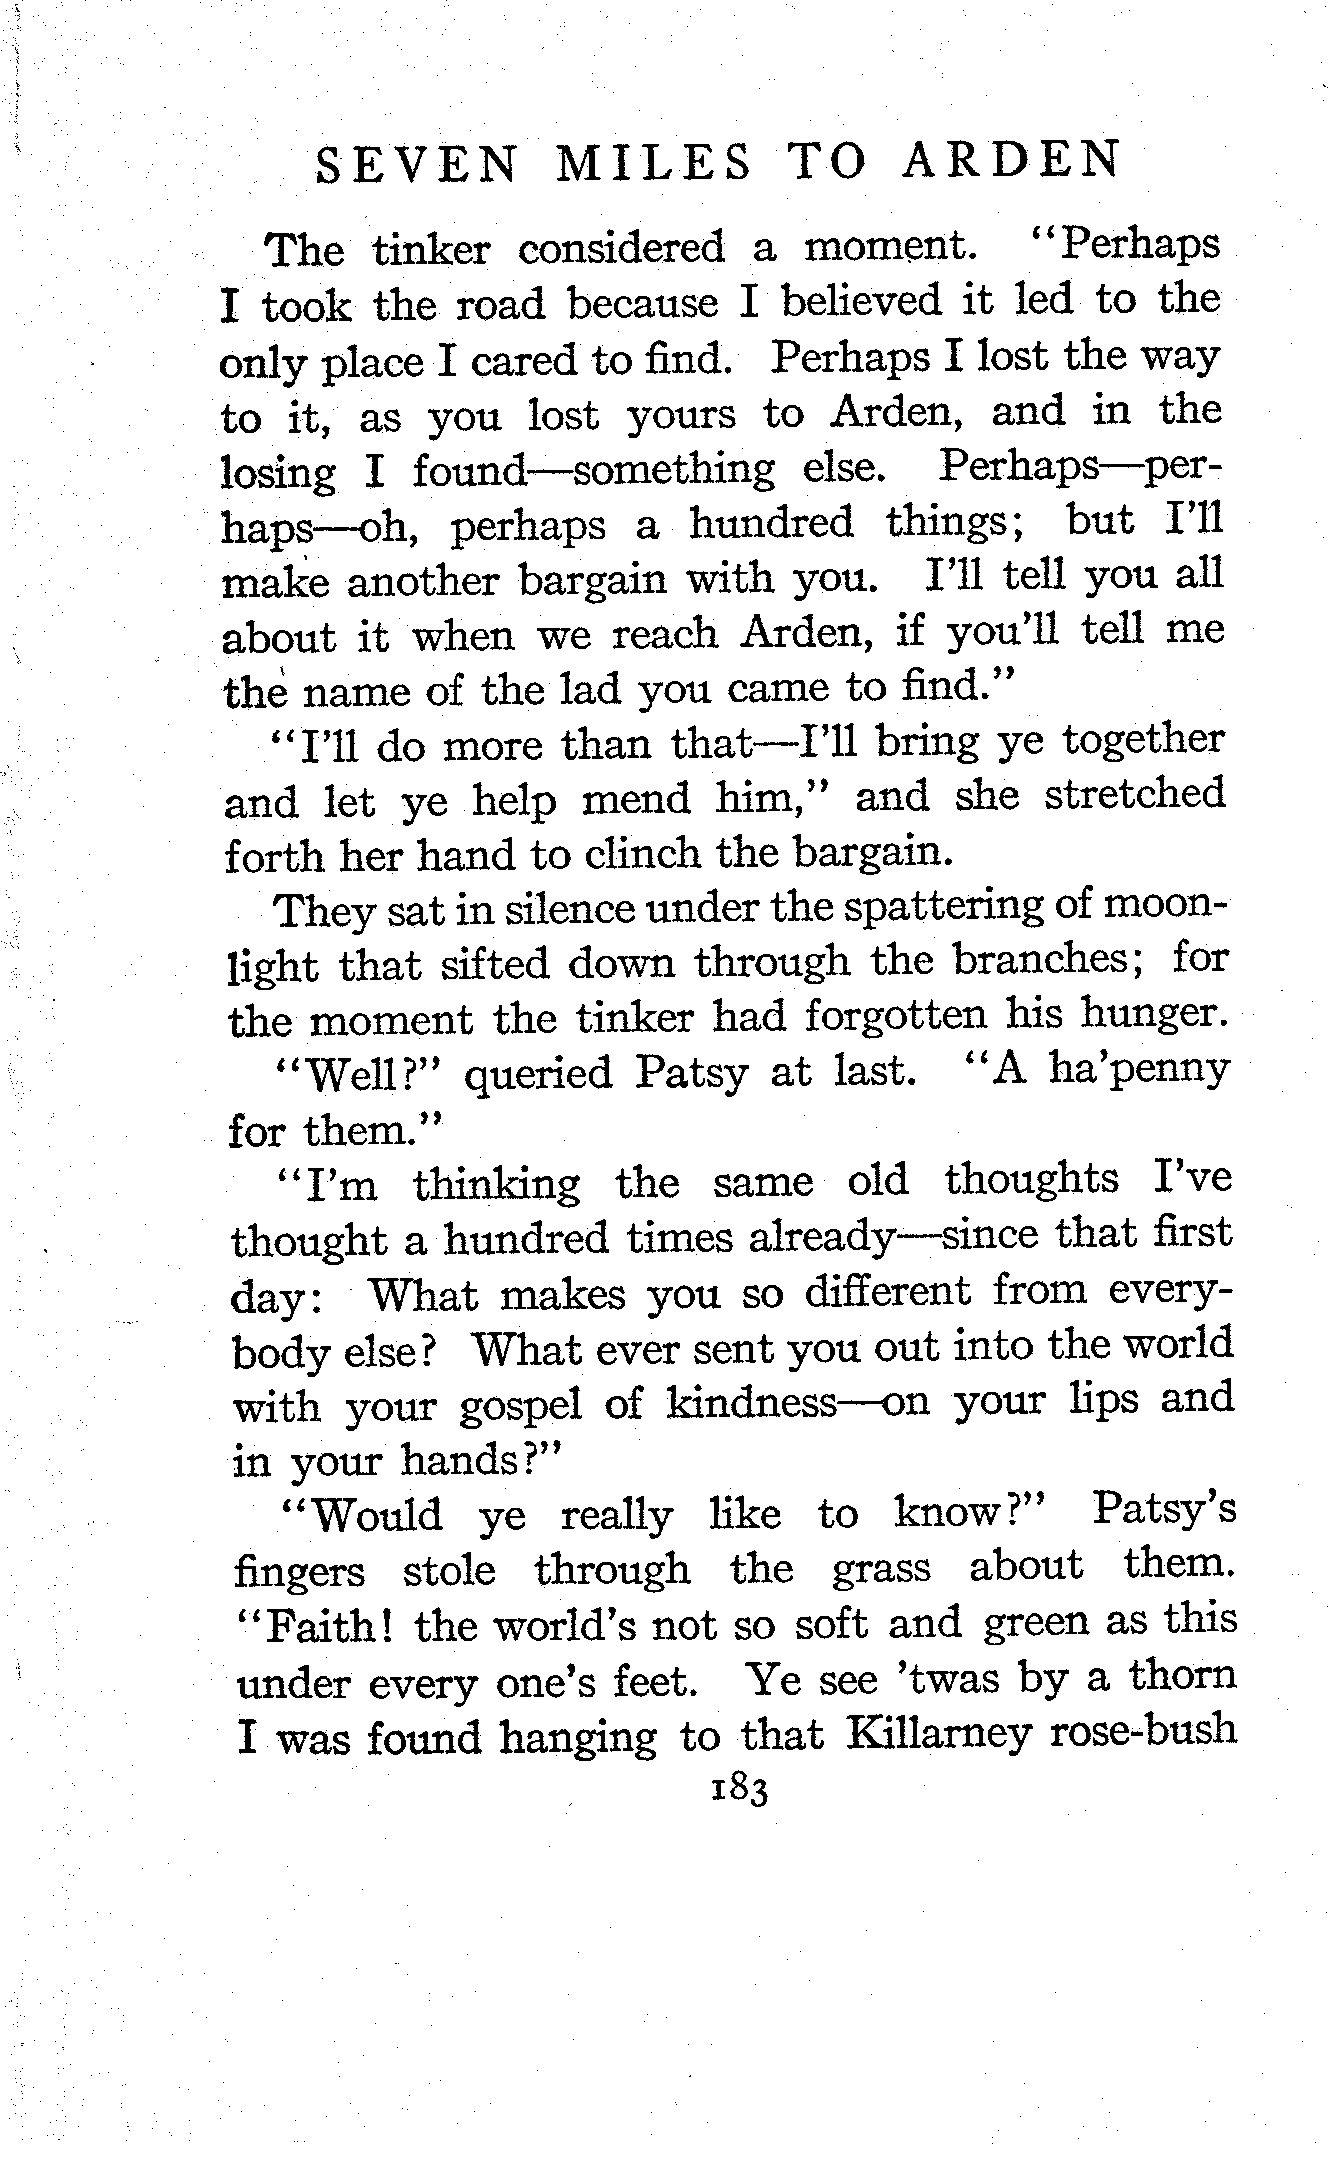 SEVEN MILES TO ARDEN
The tinker considered a moment. "Perhaps
I took the road because I believed it led to the
only place I cared to find. Perhaps I lost the way
to it, as you lost yours to Arden, and in the
losing I found—something else. Perhaps—per-
haps—oh, perhaps a hundred things; but I'll
make another bargain with you. I'll tell you all
about it when we reach Arden, if you'll tell me
the name of the lad you came to find."
"I'll do more than that—I'll bring ye together
and let ye help mend him," and she stretched
forth her hand to clinch the bargain.
They sat in silence under the spattering of moon-
light that sifted down through the branches; for
the moment the tinker had forgotten his hunger.
"Well?" queried Patsy at last. "A ha'penny
for them."
"I'm thinking the same old thoughts I've
thought a hundred times already—since that first
day: What makes you so different from every-
body else? What ever sent you out into the world
with your gospel of kindness—on your lips and
in your hands?"
"Would ye really like to know?" Patsy's
fingers stole through the grass about them.
"Faith! the world's not so soft and green as this
under every one's feet. Ye see 'twas by a thorn
I was found hanging to that Killarney rose-bush
183